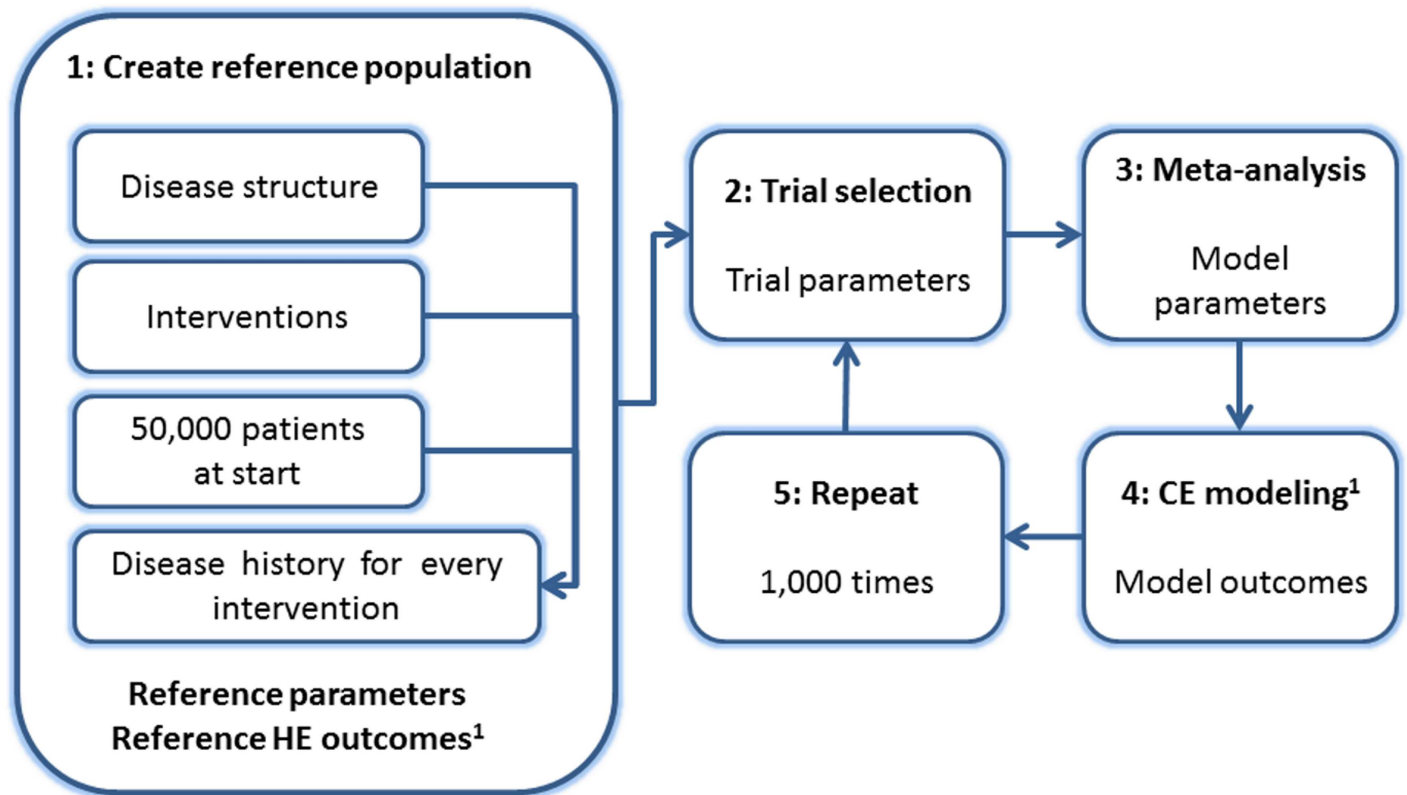 1: Create reference population
Disease structure
Interventions
50,000 patients
at start
Disease history for every
intervention
Reference parameters
Reference HE outcomes¹
2: Trial selection
Trial parameters
3: Meta-analysis
Model
parameters
4: CE modeling¹
Model outcomes
5: Repeat
1,000 times